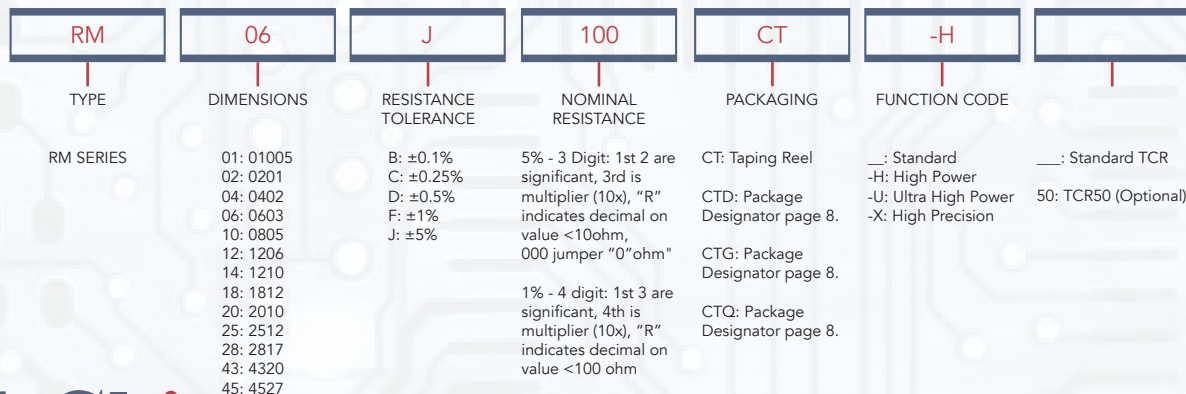 RM 06 J 100 CT -H
TYPE
DIMENSIONS
RESISTANCE
TOLERANCE
NOMINAL
RESISTANCE
PACKAGING
FUNCTION CODE
RM SERIES
01: 01005
02: 0201
04: 0402
06: 0603
10: 0805
12: 1206
14: 1210
18: 1812
20: 2010
25: 2512
28: 2817
43: 4320
45: 4527
B: ±0.1%
C: ±0.25%
D: ±0.5%
F: ±1%
J: ±5%
5% - 3 Digit: 1st 2 are
significant, 3rd is
multiplier (10x), “R”
indicates decimal on
value <10ohm,
000 jumper “0”ohm"
1% - 4 digit: 1st 3 are
significant, 4th is
multiplier (10x), “R”
indicates decimal on
value <100 ohm
CT: Taping Reel
CTD: Package
Designator page 8.
CTG: Package
Designator page 8.
CTQ: Package
Designator page 8.
__: Standard
-H: High Power
-U: Ultra High Power
-X: High Precision
___: Standard TCR
50: TCR50 (Optional)